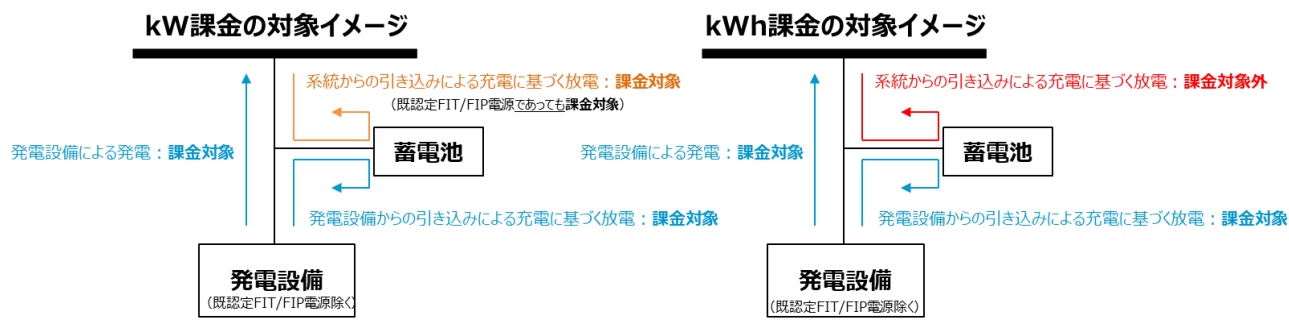 kW課金の対象イメージ
系統からの引き込みによる充電に基づく放電：課金対象
（既認定FIT/FIP電源であっても課金対象）
発電設備による発電：課金対象
蓄電池
発電設備からの引き込みによる充電に基づく放電：課金対象
発電設備
（既認定FIT/FIP電源除く）
kWh課金の対象イメージ
系統からの引き込みによる充電に基づく放電：課金対象外
発電設備による発電：課金対象
蓄電池
発電設備からの引き込みによる充電に基づく放電：課金対象
発電設備
（既認定FIT/FIP電源除く）